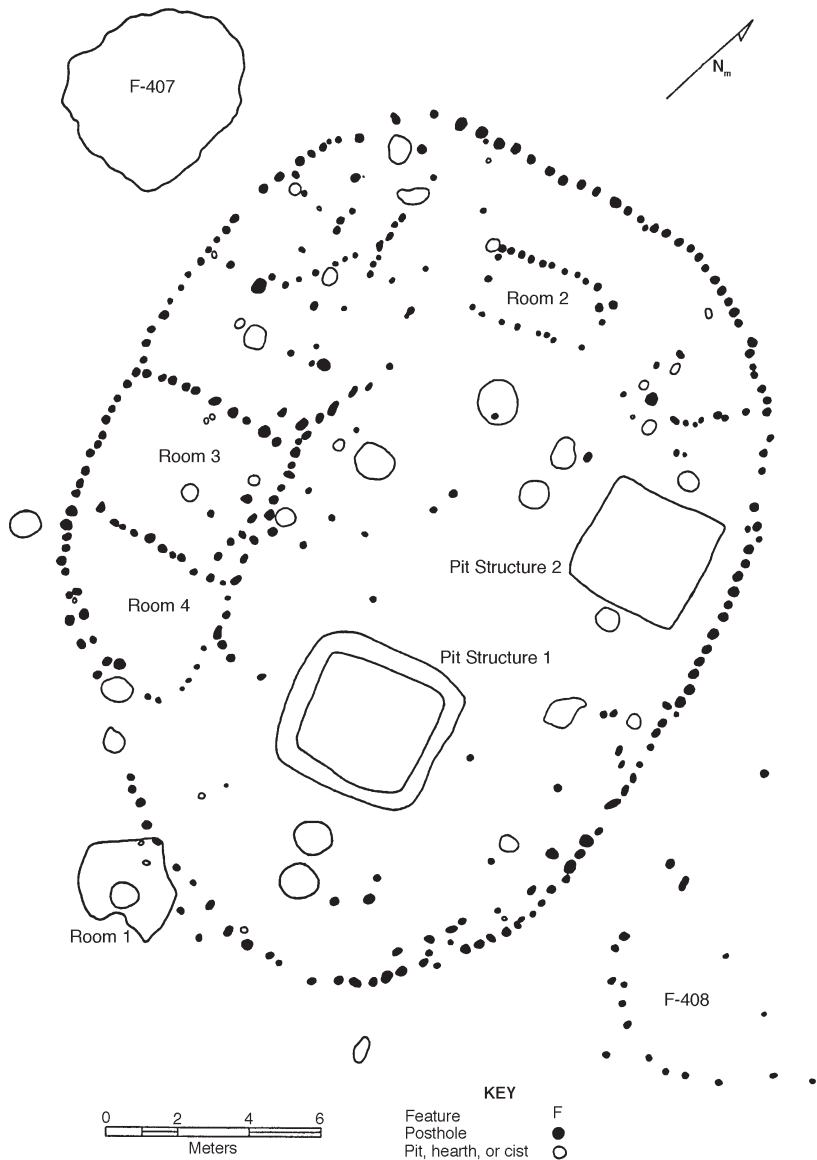 F-407
Nm
Room 2
Room 3
Pit Structure 2
Room 4
Pit Structure 1
Room 1
F-408
KEY
Feature F
Posthole
Pit, hearth, or cist
0 2 4 6
Meters